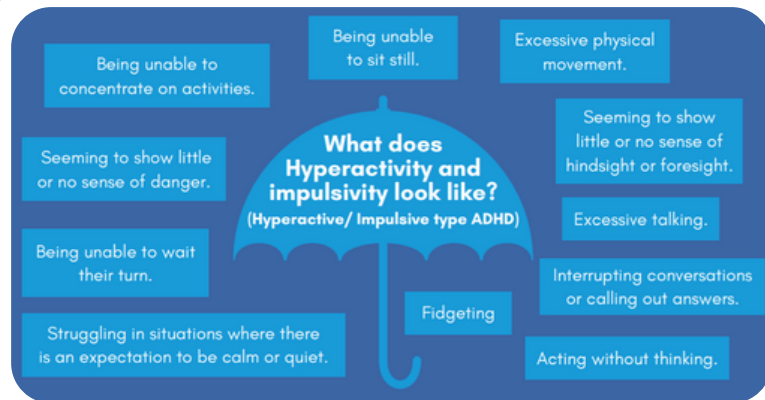 Being unable
to sit still.
Excessive physical
movement.
Being unable to
concentrate on activities.
Seeming to show
little or no sense of
hindsight or foresight.
What does
Hyperactivity and
impulsivity look like?
(Hyperactive/ Impulsive type ADHD)
Seeming to show little
or no sense of danger.
Excessive talking.
Being unable to wait
their turn.
Interrupting conversations
or calling out answers.
Fidgeting
Struggling in situations where there
is an expectation to be calm or quiet.
Acting without thinking.